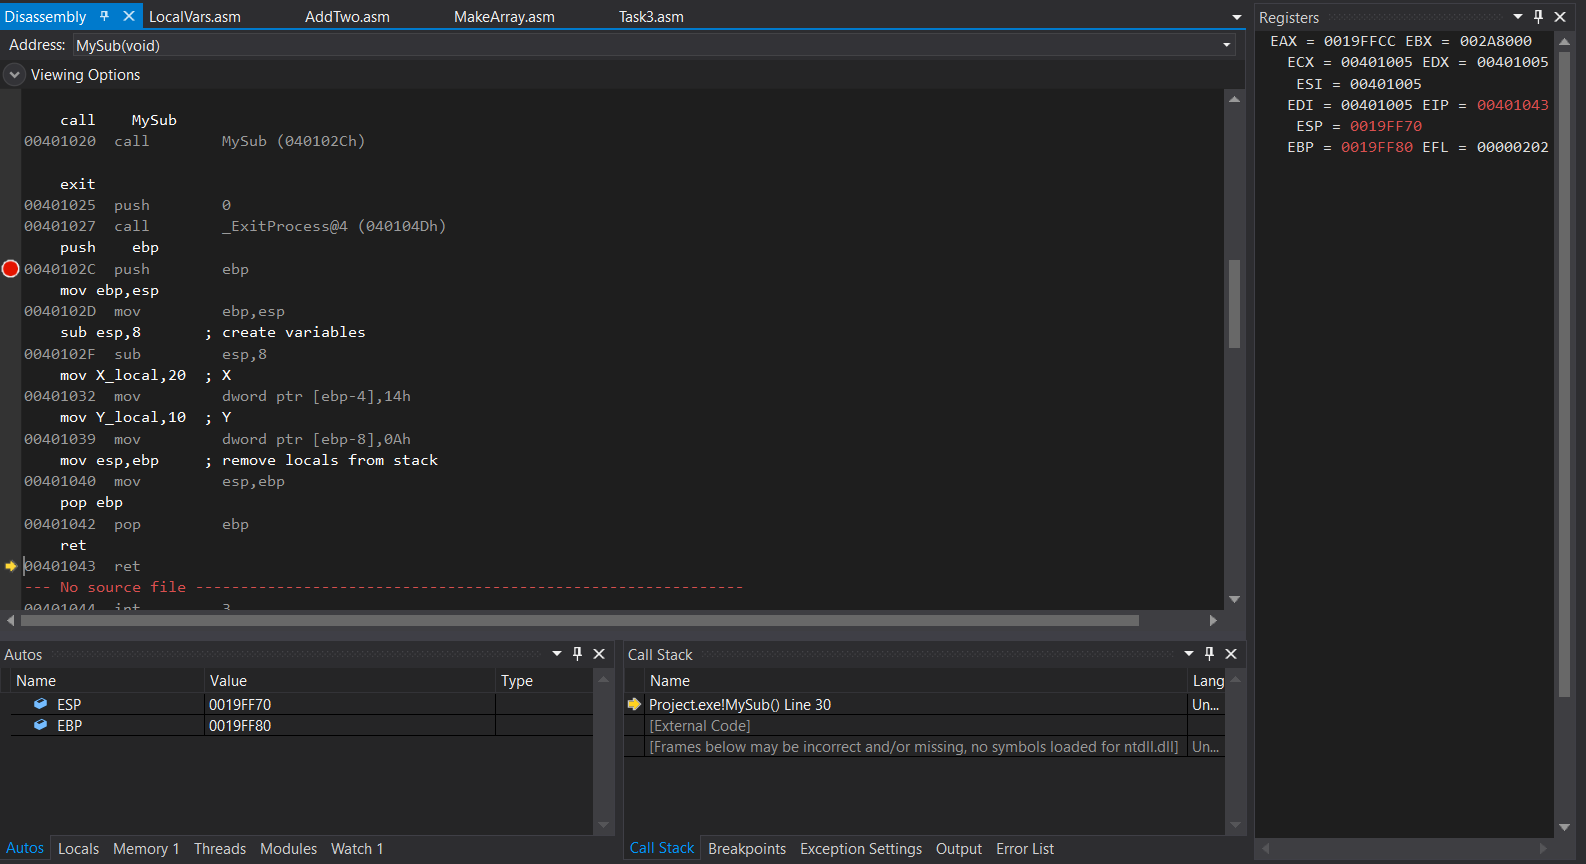 Disassembly LocalVars.asm AddTwo.asm MakeArray.asm Task3.asm
Address: MySub(void)
Viewing Options
call MySub
00401020 call MySub (040102Ch)
exit
00401025 push 0
00401027 call _ExitProcess@4 (040104Dh)
push ebp
0040102C push ebp
mov ebp,esp
0040102D mov ebp,esp
sub esp,8 ; create variables
0040102F sub esp,8
mov X_local,20 ; X
00401032 mov dword ptr [ebp-4],14h
mov Y_local,10 ; Y
00401039 mov dword ptr [ebp-8],0Ah
mov esp,ebp ; remove locals from stack
00401040 mov esp,ebp
pop ebp
00401042 pop ebp
ret
00401043 ret
--- No source file -------------------------------------------------------------
00401044 int 3
Registers
EAX = 0019FFCC EBX = 002A8000
ECX = 00401005 EDX = 00401005
ESI = 00401005
EDI = 00401005 EIP = 00401043
ESP = 0019FF70
EBP = 0019FF80 EFL = 00000202
Autos
Name Value Type
ESP 0019FF70
EBP 0019FF80
Autos Locals Memory 1 Threads Modules Watch 1
Call Stack
Name Lang
Project.exe!MySub() Line 30 Un...
[External Code]
[Frames below may be incorrect and/or missing, no symbols loaded for ntdll.dll] Un...
Call Stack Breakpoints Exception Settings Output Error List